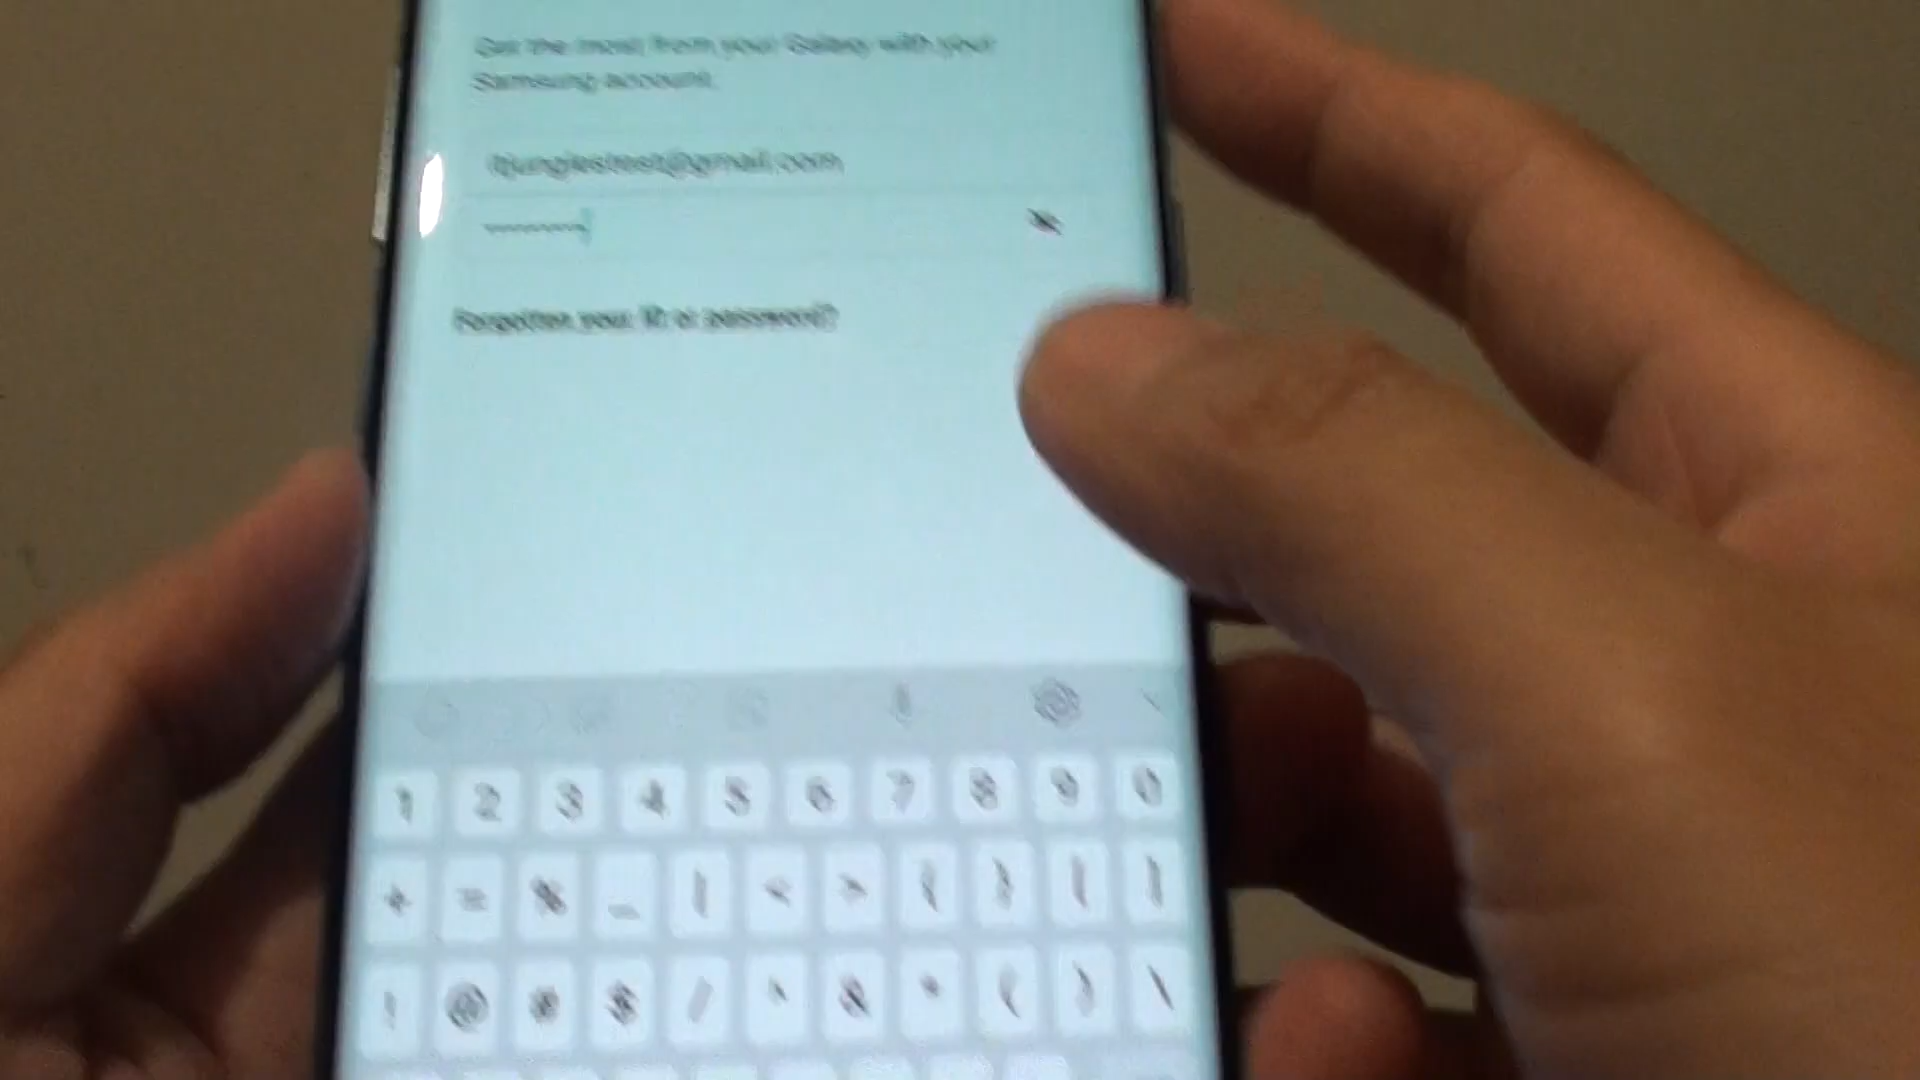 Get the most from your Galaxy with your
Samsung account.
itjunglestest@gmail.com
Forgotten your ID or password?
1 2 3 4 5 6 7 8 9 0
+ = % _ | < > { } [ ]
! @ # $ / ^ & * ( ) \